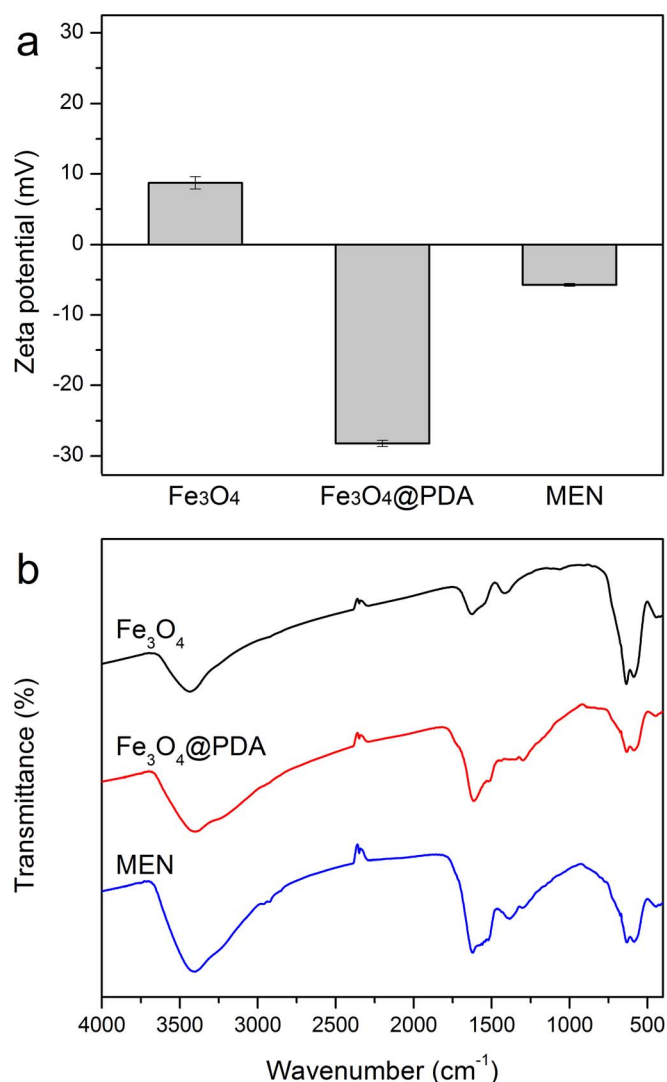 a
Zeta potential (mV)
30
20
10
0
-10
-20
-30
Fe3O4 Fe3O4@PDA MEN
b
Transmittance (%)
Fe3O4
Fe3O4@PDA
MEN
4000 3500 3000 2500 2000 1500 1000 500
Wavenumber (cm-1)